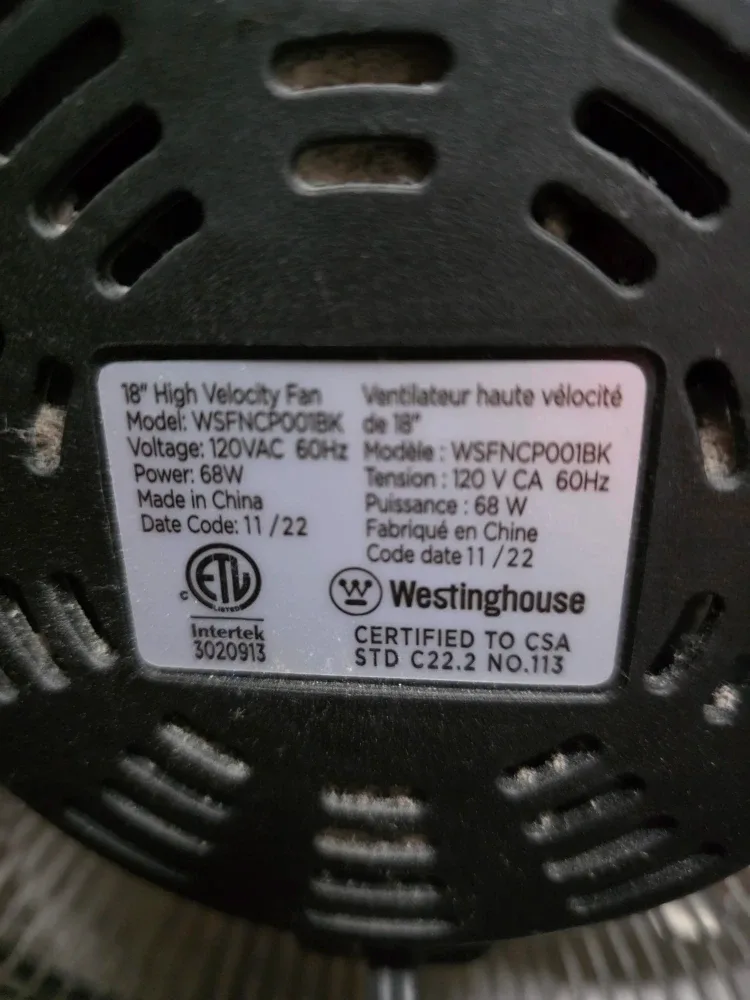 18" High Velocity Fan
Model: WSFNCP001BK
Voltage: 120VAC 60Hz
Power: 68W
Made in China
Date Code: 11 /22
Ventilateur haute vélocité
de 18"
Modèle : WSFNCP001BK
Tension : 120 V CA 60Hz
Puissance : 68 W
Fabriqué en Chine
Code date 11 / 22
C ETL
LISTED
Intertek
3020913
W Westinghouse
CERTIFIED TO CSA
STD C22.2 NO.113